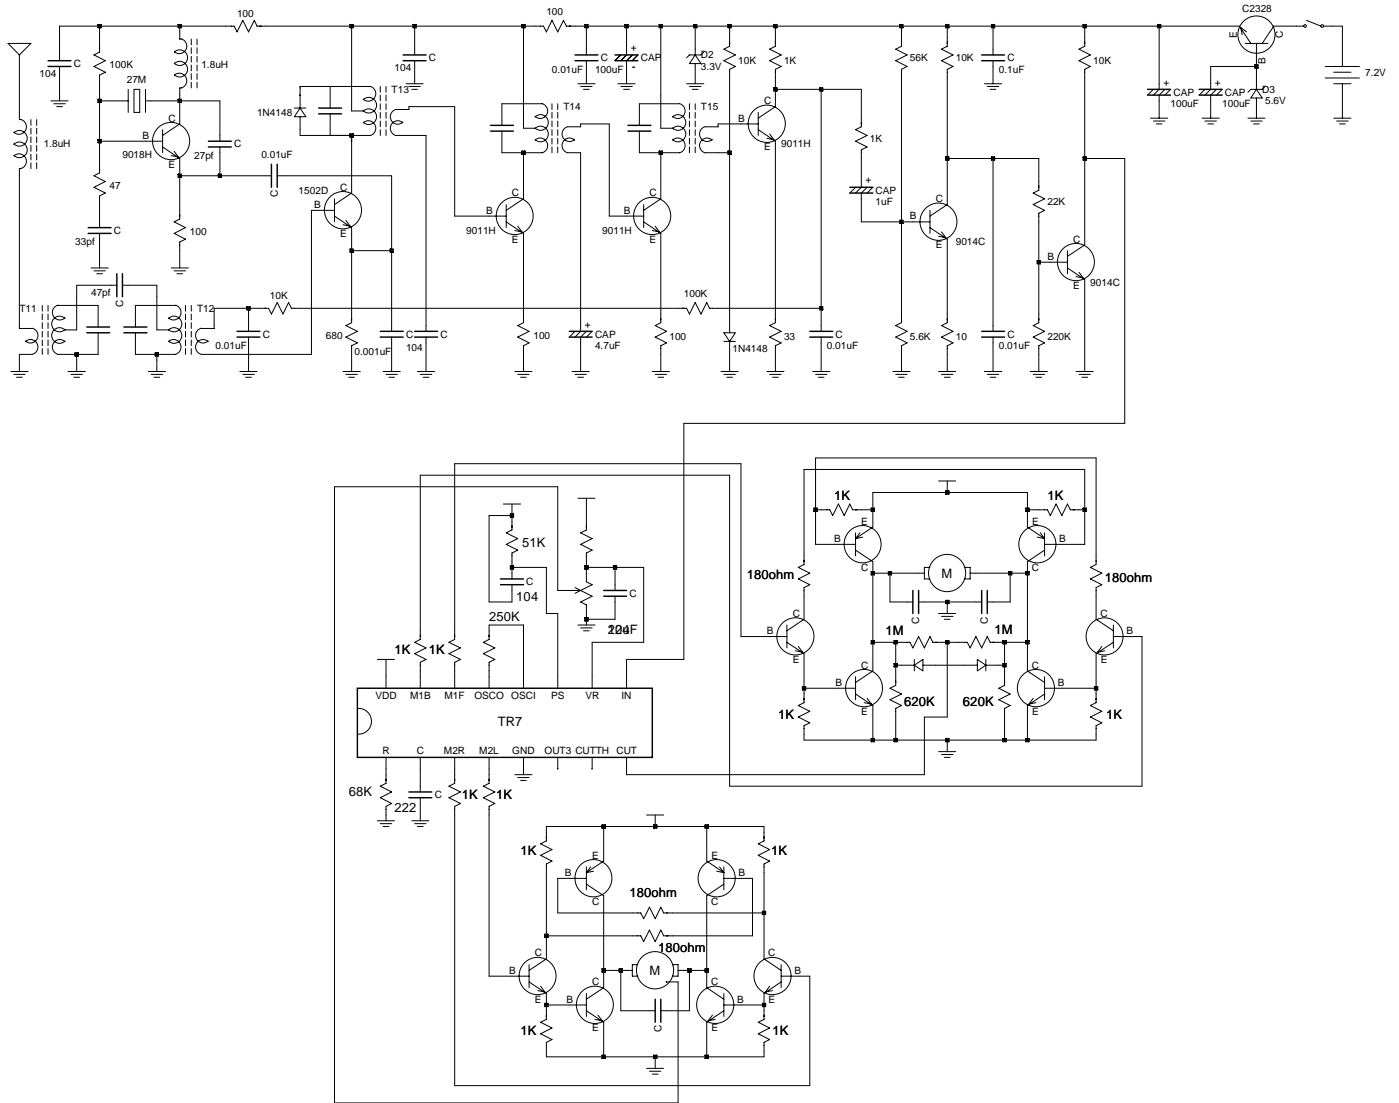 C2328
100
100
E
C
B
7.2V
C
104
100K
1.8uH
27M
C
B
9018H
E
C
27pf
1.8uH
47
C
33pf
100
0.01uF
C
1N4148
T13
C
104
1502D
C
B
E
T14
C
0.01uF
CAP
100uF
+
-
D2
3.3V
10K
1K
T15
B
C
E
9011H
1K
+
CAP
1uF
56K
10K
C
0.1uF
10K
+
CAP
100uF
+
CAP
100uF
D3
5.6V
C
B
E
9011H
C
B
E
9011H
B
C
E
9014C
22K
C
B
E
9014C
47pf
C
T11
T12
10K
C
0.01uF
680
C
0.001uF
C
104
100
+
CAP
4.7uF
100K
100
1N4148
33
C
0.01uF
5.6K
10
C
0.01uF
220K
51K
C
104
250K
C
1K
1K
VDD
M1B
M1F
OSCO
OSCI
PS
VR
IN
TR7
R
C
M2R
M2L
GND
OUT3
CUTTH
CUT
68K
222
C
1K
1K
1K
1K
E
B
C
E
B
C
M
180ohm
180ohm
C
C
C
B
E
C
B
E
1M
1M
C
B
E
C
B
E
620K
620K
1K
1K
1K
1K
E
B
C
E
B
C
180ohm
180ohm
M
C
B
E
C
B
E
C
B
E
C
B
E
C
1K
1K